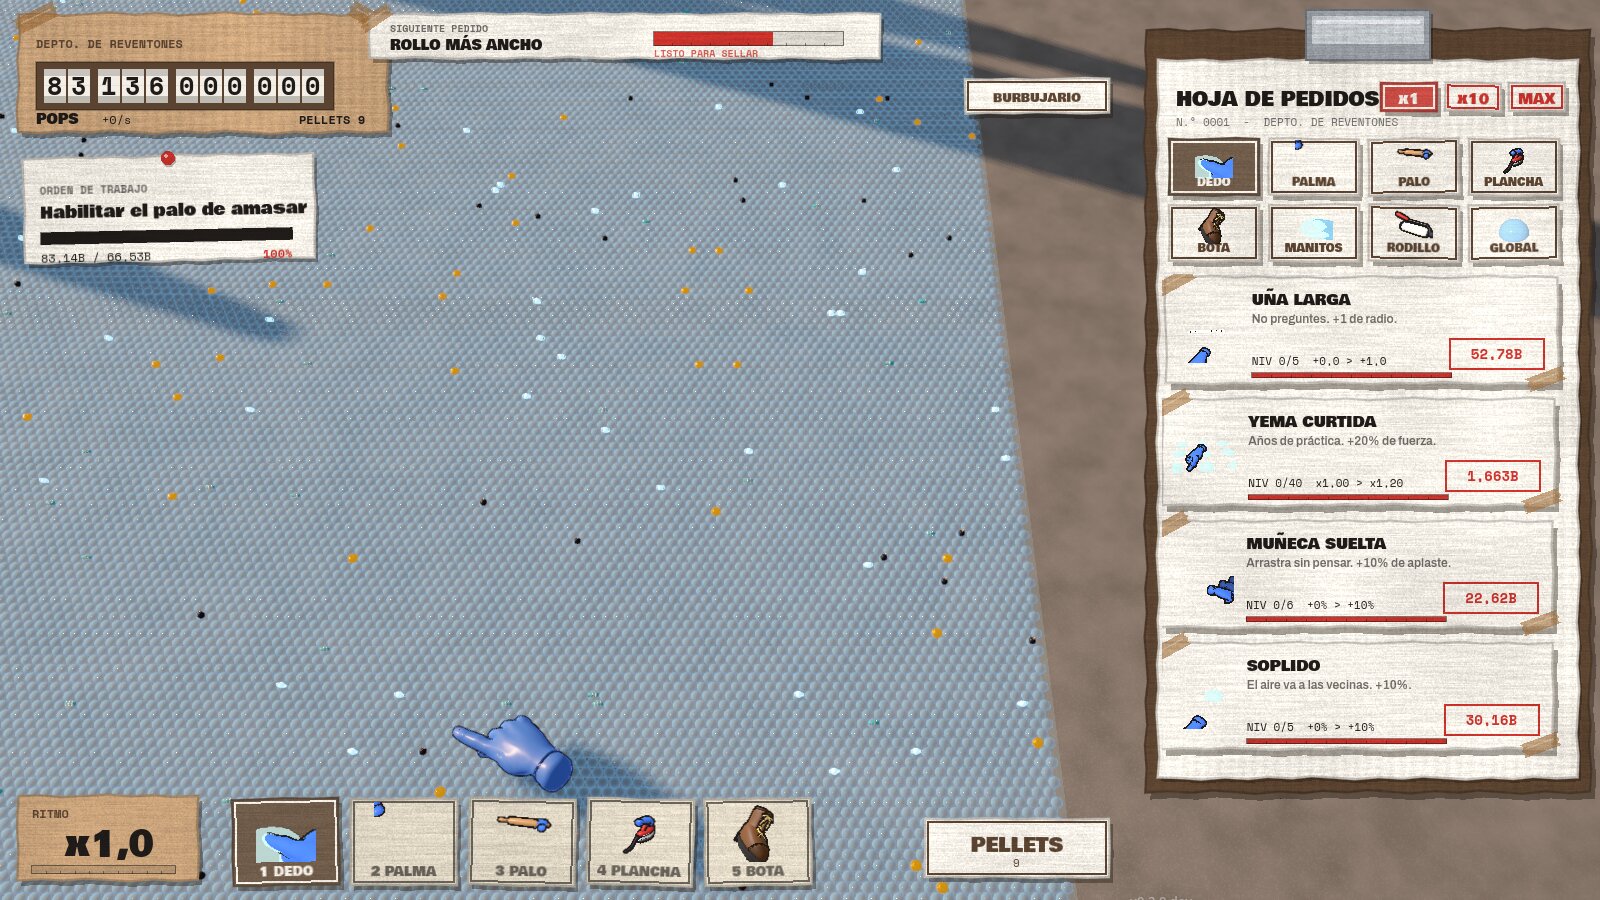 DEPTO. DE REVENTONES
83 136 000 000
POPS +0/s PELLETS 9
SIGUIENTE PEDIDO
ROLLO MÁS ANCHO
LISTO PARA SELLAR
ORDEN DE TRABAJO
Habilitar el palo de amasar
83,14B / 66,53B 100%
BURBUJARIO
HOJA DE PEDIDOS x1 x10 MAX
N.° 0001 - DEPTO. DE REVENTONES
DEDO PALMA PALO PLANCHA
BOTA MANITOS RODILLO GLOBAL
UÑA LARGA
No preguntes. +1 de radio.
NIV 0/5 +0,0 > +1,0 52,78B
YEMA CURTIDA
Años de práctica. +20% de fuerza.
NIV 0/40 x1,00 > x1,20 1,663B
MUÑECA SUELTA
Arrastra sin pensar. +10% de aplaste.
NIV 0/6 +0% > +10% 22,62B
SOPLIDO
El aire va a las vecinas. +10%.
NIV 0/5 +0% > +10% 30,16B
RITMO
x1,0
1 DEDO 2 PALMA 3 PALO 4 PLANCHA 5 BOTA
PELLETS
9